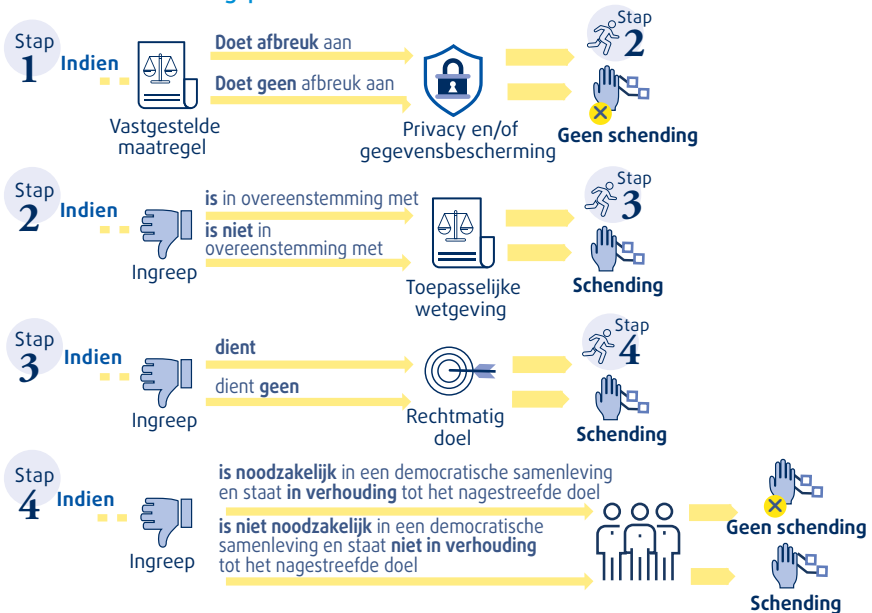 Stap
1
Indien
Doet afbreuk aan
Doet geen afbreuk aan
Vastgestelde
maatregel
Privacy en/of
gegevensbescherming
Stap
2
Geen schending
Stap
2
Indien
Ingreep
is in overeenstemming met
is niet in
overeenstemming met
Toepasselijke
wetgeving
Stap
3
Schending
Stap
3
Indien
Ingreep
dient
dient geen
Rechtmatig
doel
Stap
4
Schending
Stap
4
Indien
Ingreep
is noodzakelijk in een democratische samenleving
en staat in verhouding tot het nagestreefde doel
is niet noodzakelijk in een democratische
samenleving en staat niet in verhouding
tot het nagestreefde doel
Geen schending
Schending